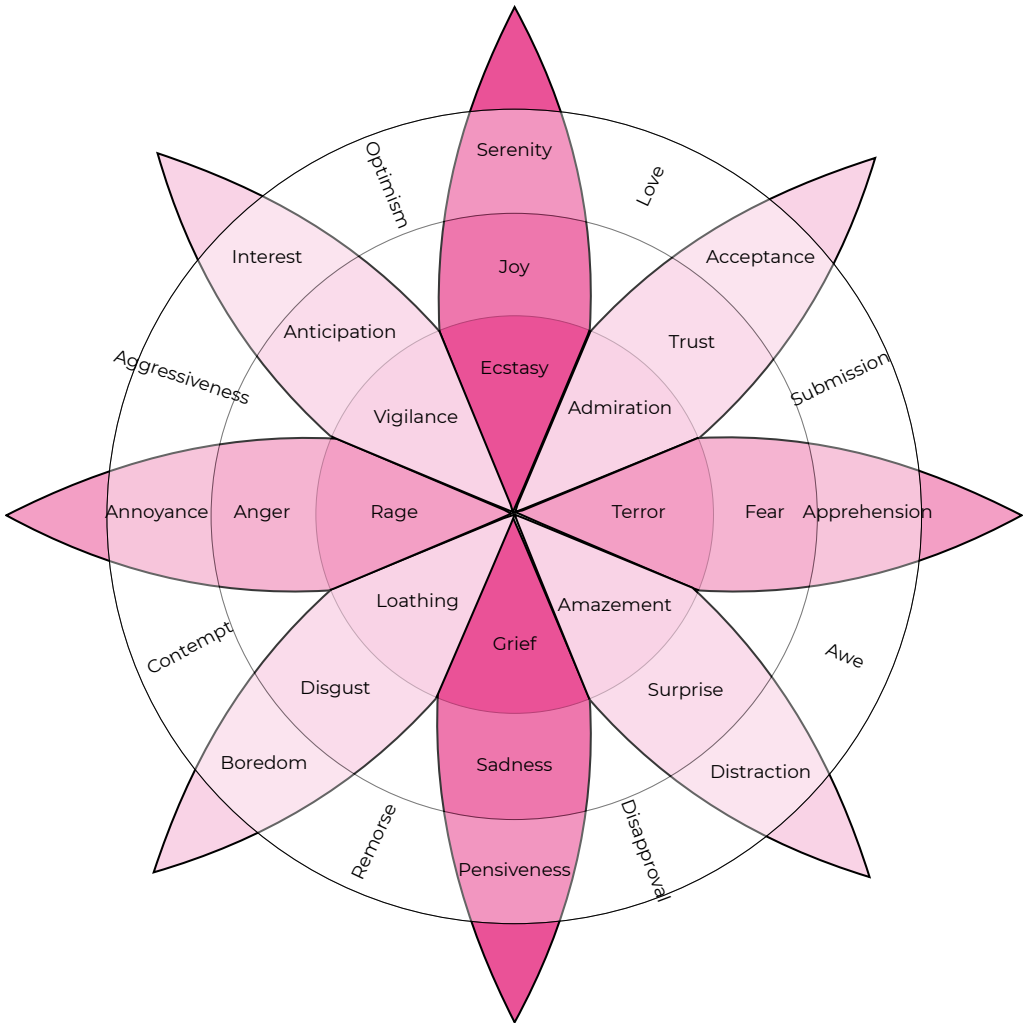 Serenity
Optimism
Love
Interest
Joy
Acceptance
Anticipation
Trust
Aggressiveness
Ecstasy
Submission
Vigilance
Admiration
Annoyance
Anger
Rage
Terror
Fear
Apprehension
Loathing
Amazement
Contempt
Grief
Awe
Disgust
Surprise
Boredom
Sadness
Distraction
Remorse
Disapproval
Pensiveness